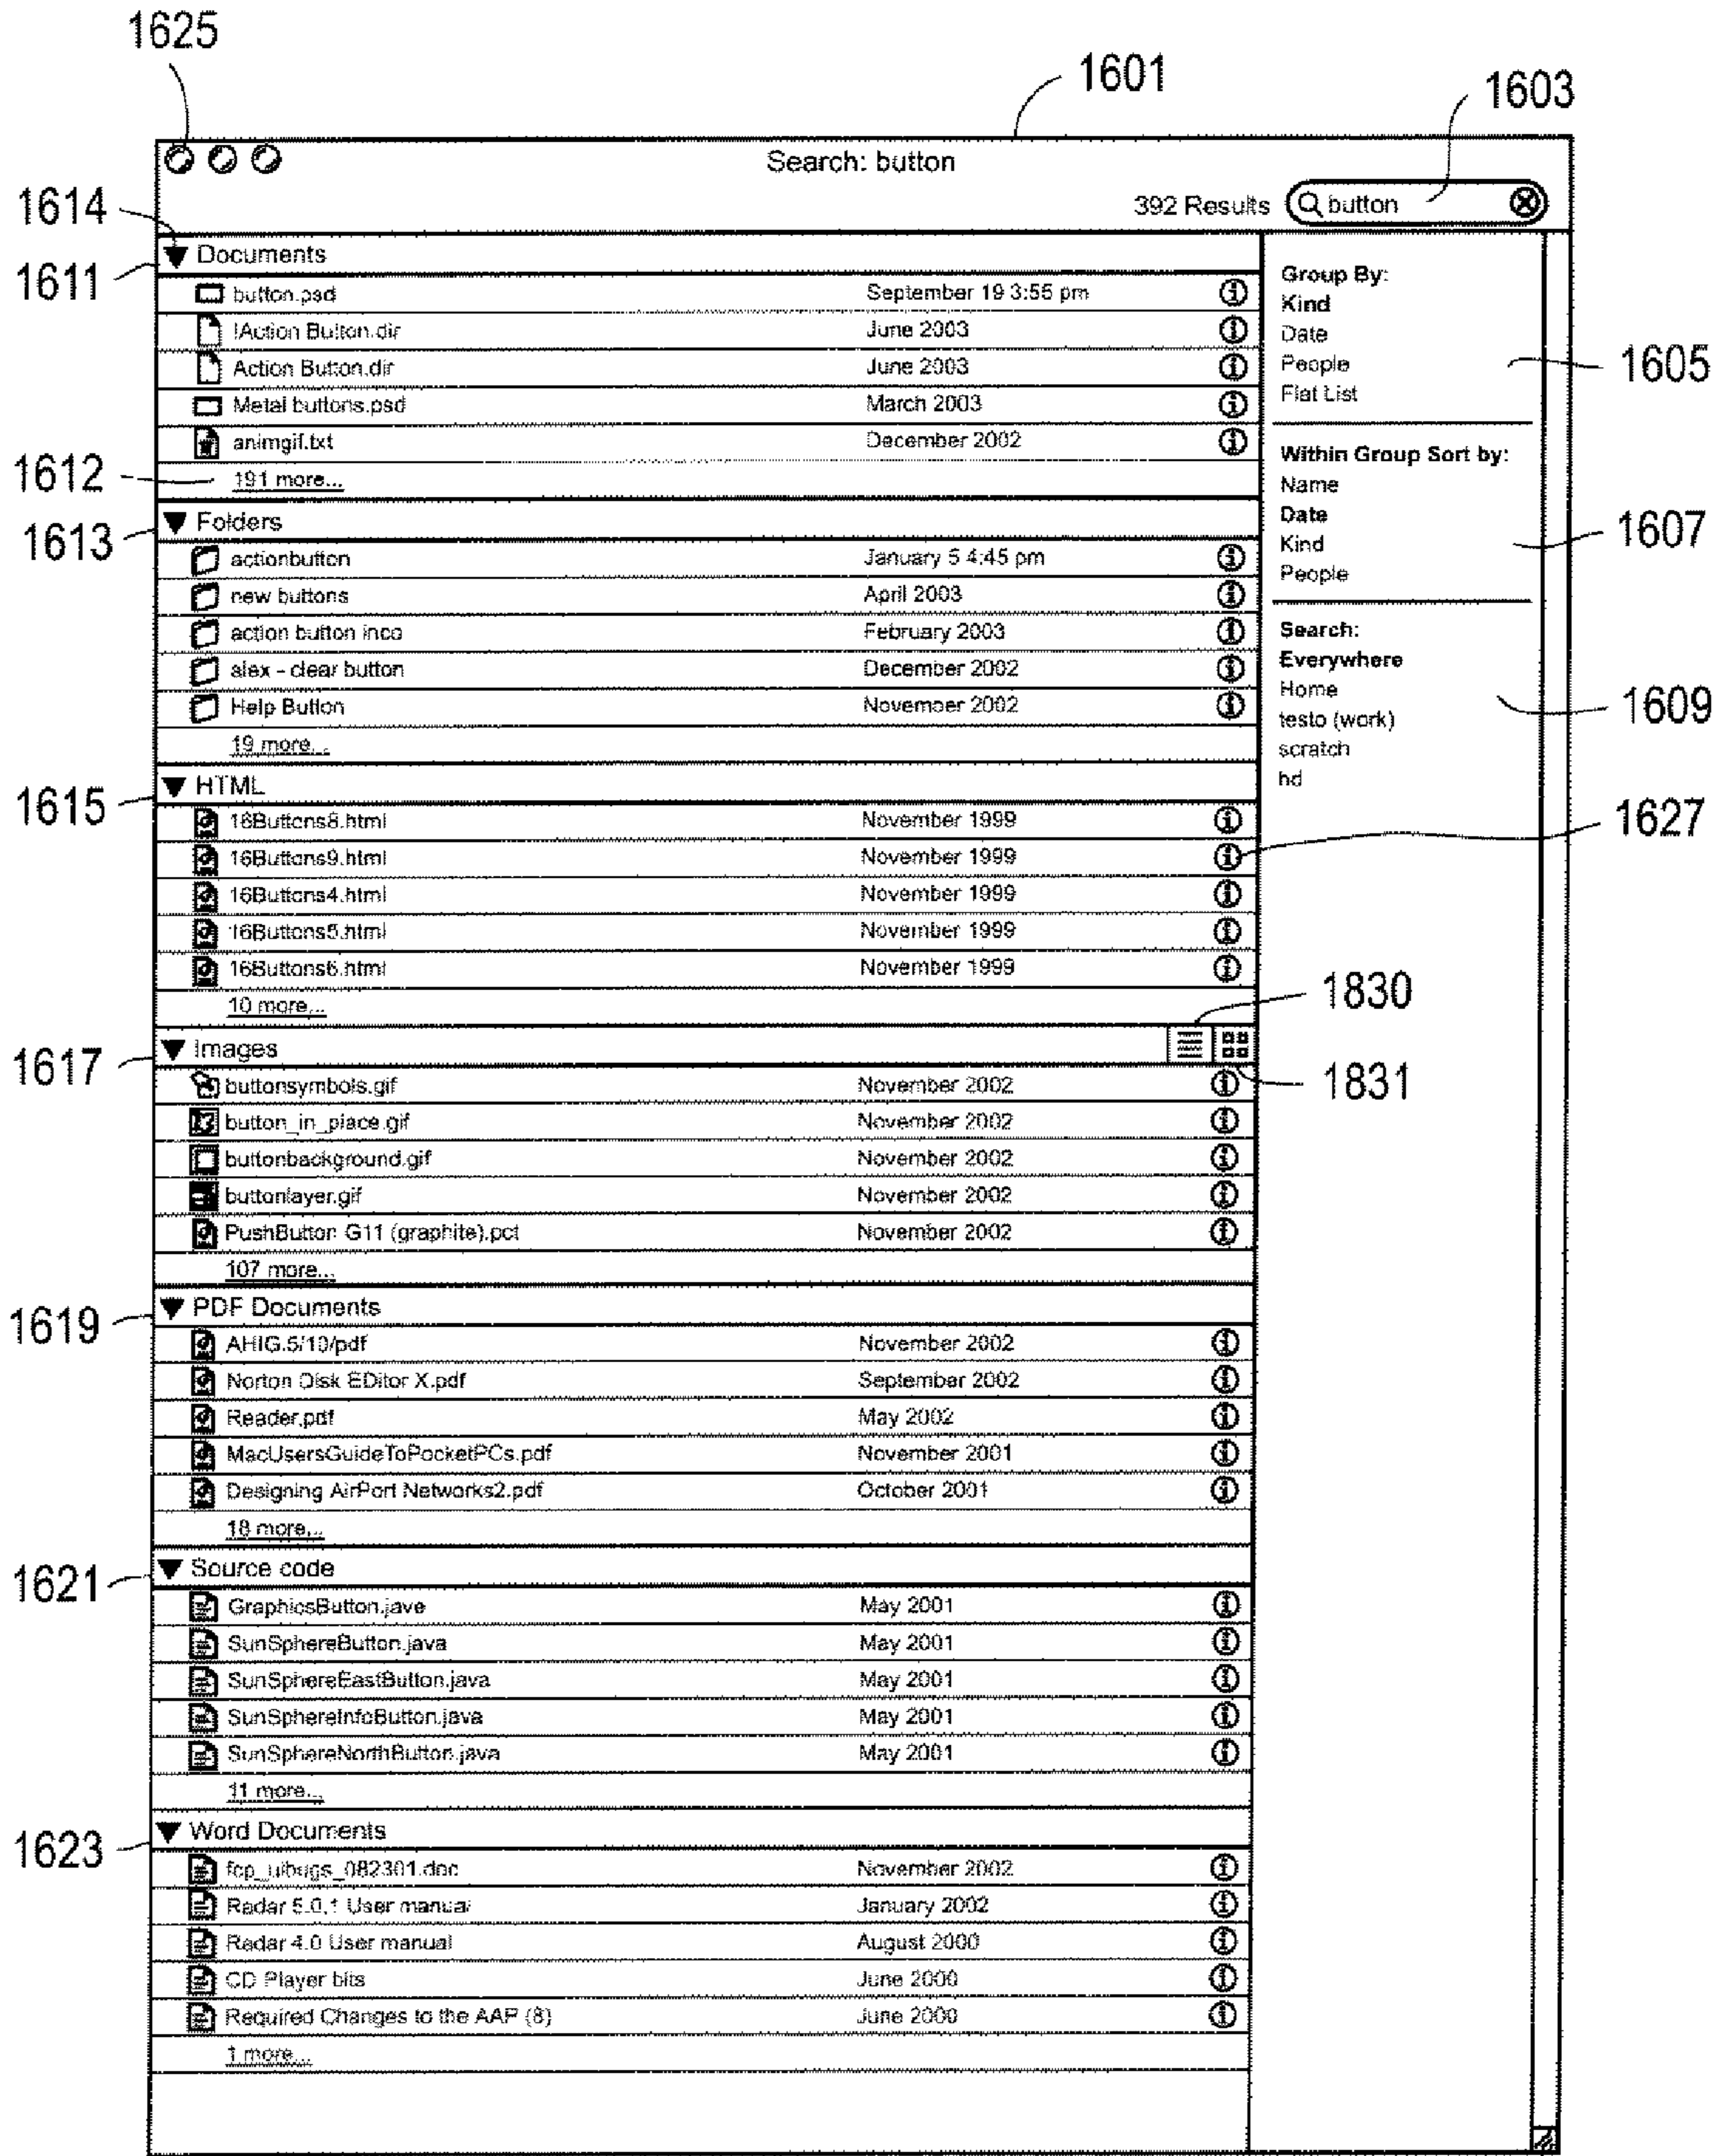 1625
1601
1603
Search: button
392 Results button
1614
1611
Documents
button.psd September 19 3:55 pm
!Action Button.dir June 2003
Action Button.dir June 2003
Metal buttons.psd March 2003
animgif.txt December 2002
1612
191 more...
1613
Folders
actionbutton January 5 4:45 pm
new buttons April 2003
action button inco February 2003
alex - clear button December 2002
Help Button November 2002
19 more...
1615
HTML
16Buttons8.html November 1999
16Buttons9.html November 1999
16Buttons4.html November 1999
16Buttons5.html November 1999
16Buttons6.html November 1999
10 more...
1617
Images
buttonsymbols.gif November 2002
button_in_place.gif November 2002
buttonbackground.gif November 2002
buttonlayer.gif November 2002
PushButton G11 (graphite).pct November 2002
107 more...
1619
PDF Documents
AHIG.5/10/pdf November 2002
Norton Disk EDitor X.pdf September 2002
Reader.pdf May 2002
MacUsersGuideToPocketPCs.pdf November 2001
Designing AirPort Networks2.pdf October 2001
18 more...
1621
Source code
GraphicsButton.jave May 2001
SunSphereButton.java May 2001
SunSphereEastButton.java May 2001
SunSphereInfoButton.java May 2001
SunSphereNorthButton.java May 2001
11 more...
1623
Word Documents
fcp_uibugs_082301.doc November 2002
Radar 5.0.1 User manual January 2002
Radar 4.0 User manual August 2000
CD Player bits June 2000
Required Changes to the AAP (8) June 2000
1 more...
Group By:
Kind
Date
People
Flat List
1605
Within Group Sort by:
Name
Date
Kind
People
1607
Search:
Everywhere
Home
testo (work)
scratch
hd
1609
1627
1830
1831